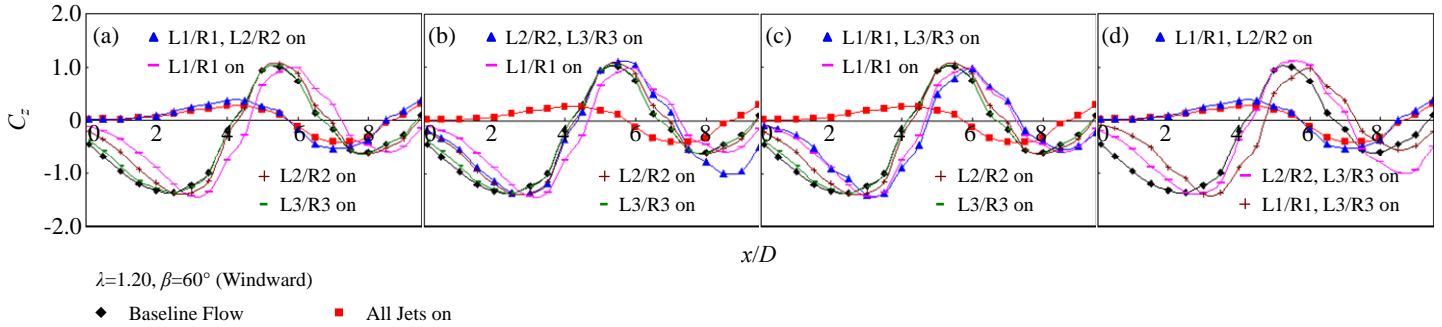 2.0
(a) L1/R1, L2/R2 on
(b) L2/R2, L3/R3 on
(c) L1/R1, L3/R3 on
(d) L1/R1, L2/R2 on
1.0
L1/R1 on
L1/R1 on
L1/R1 on
Cz
0
0 2 4 6 8
0 2 4 6 8
0 2 4 6 8
0 2 4 6 8
-1.0
L2/R2 on
L2/R2 on
L2/R2 on
L2/R2, L3/R3 on
L3/R3 on
L3/R3 on
L3/R3 on
L1/R1, L3/R3 on
-2.0
x/D
λ=1.20, β=60° (Windward)
Baseline Flow All Jets on